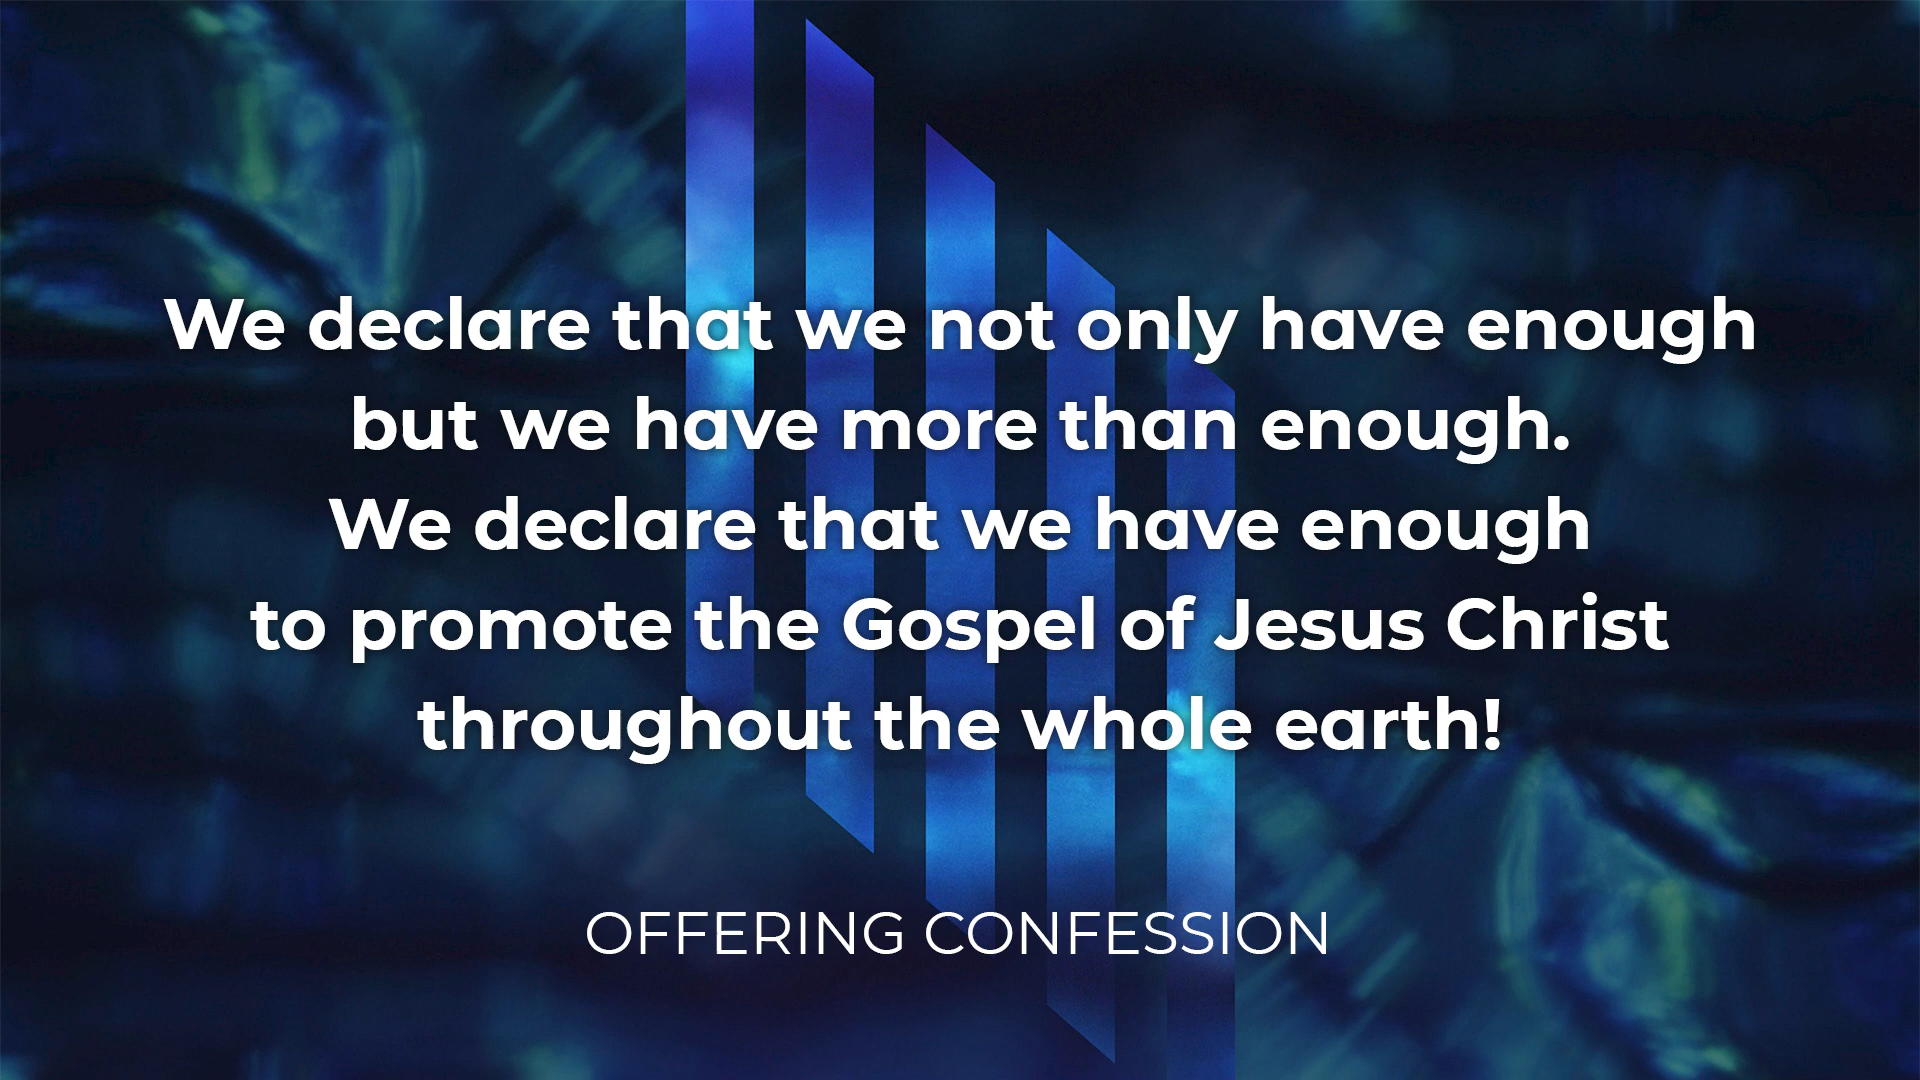 We declare that we not only have enough
but we have more than enough.
We declare that we have enough
to promote the Gospel of Jesus Christ
throughout the whole earth!
OFFERING CONFESSION